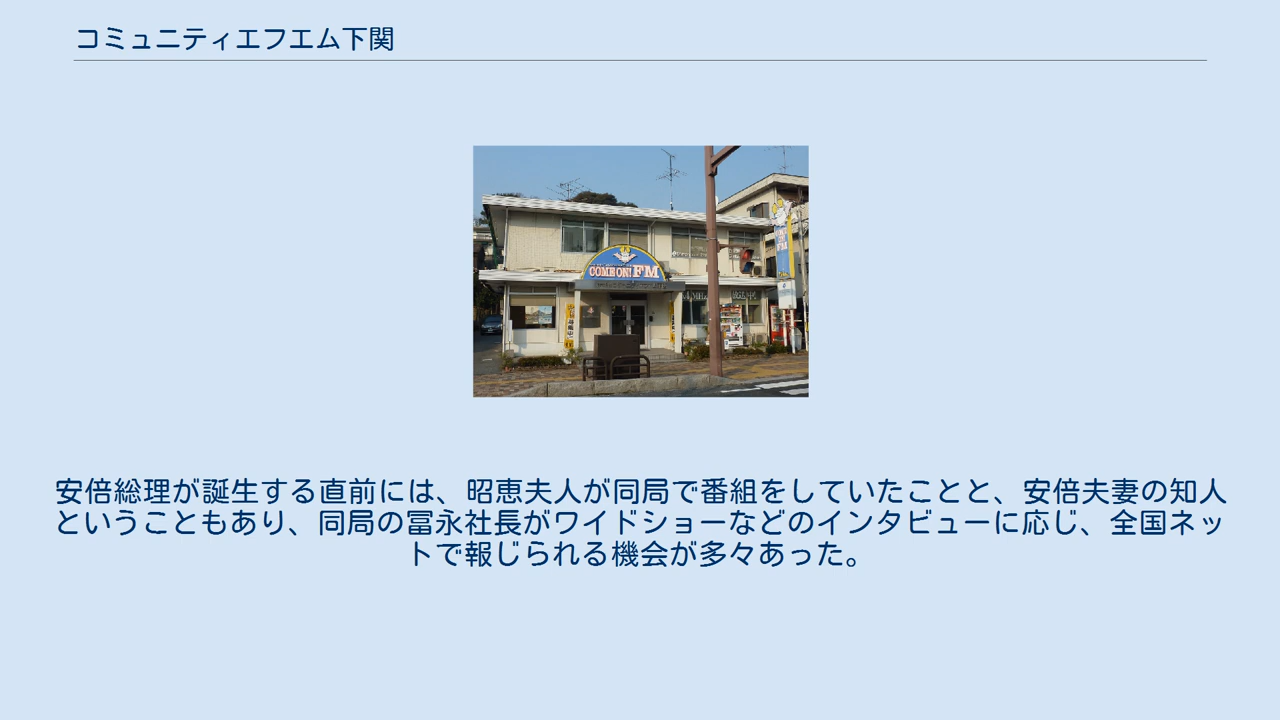 コミュニティエフエム下関
COME ON! FM
安倍総理が誕生する直前には、昭恵夫人が同局で番組をしていたことと、安倍夫妻の知人
ということもあり、同局の冨永社長がワイドショーなどのインタビューに応じ、全国ネッ
トで報じられる機会が多々あった。